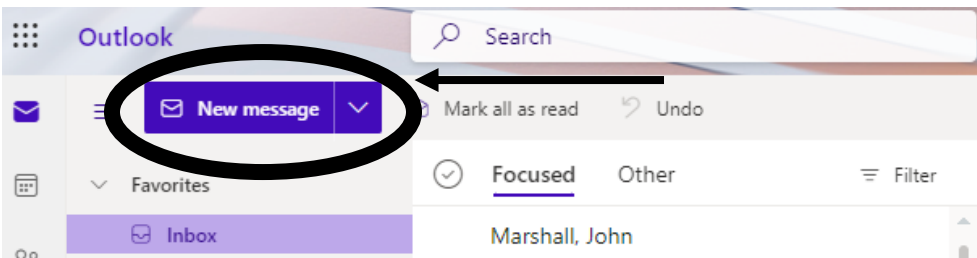 Outlook
Search
New message
Mark all as read
Undo
Favorites
Focused
Other
Filter
Inbox
Marshall, John